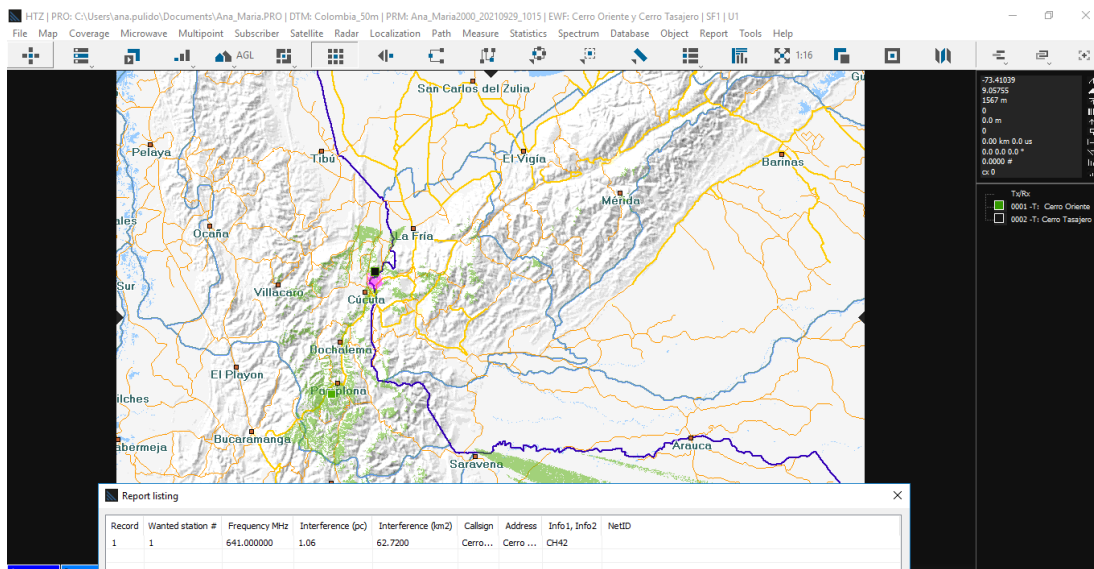 HTZ | PRO: C:\Users\ana.pulido\Documents\Ana_Maria.PRO | DTM: Colombia_50m | PRM: Ana_Maria2000_20210929_1015 | EWF: Cerro Oriente y Cerro Tasajero | SF1 | U1
File Map Coverage Microwave Multipoint Subscriber Satellite Radar Localization Path Measure Statistics Spectrum Database Object Report Tools Help
AGL 1:16
-73.41039
9.05755
1567 m
0
0.0 m
0
0.00 km 0.0 us
0.0 0.0 0.0 °
0.0000 #
cx 0
Tx/Rx
0001 -T: Cerro Oriente
0002 -T: Cerro Tasajero
San Carlos del Zulia
Pelaya
Tibú
El Vigía
Barinas
Mérida
ales
Ocaña
La Fría
Sur
Villacaro
Cúcuta
Bochalema
El Playon
Pamplona
ilches
Bucaramanga
abermeja
Arauca
Saravena
Report listing
Record Wanted station # Frequency MHz Interference (pc) Interference (km2) Callsign Address Info1, Info2 NetID
1 1 641.000000 1.06 62.7200 Cerro... Cerro ... CH42